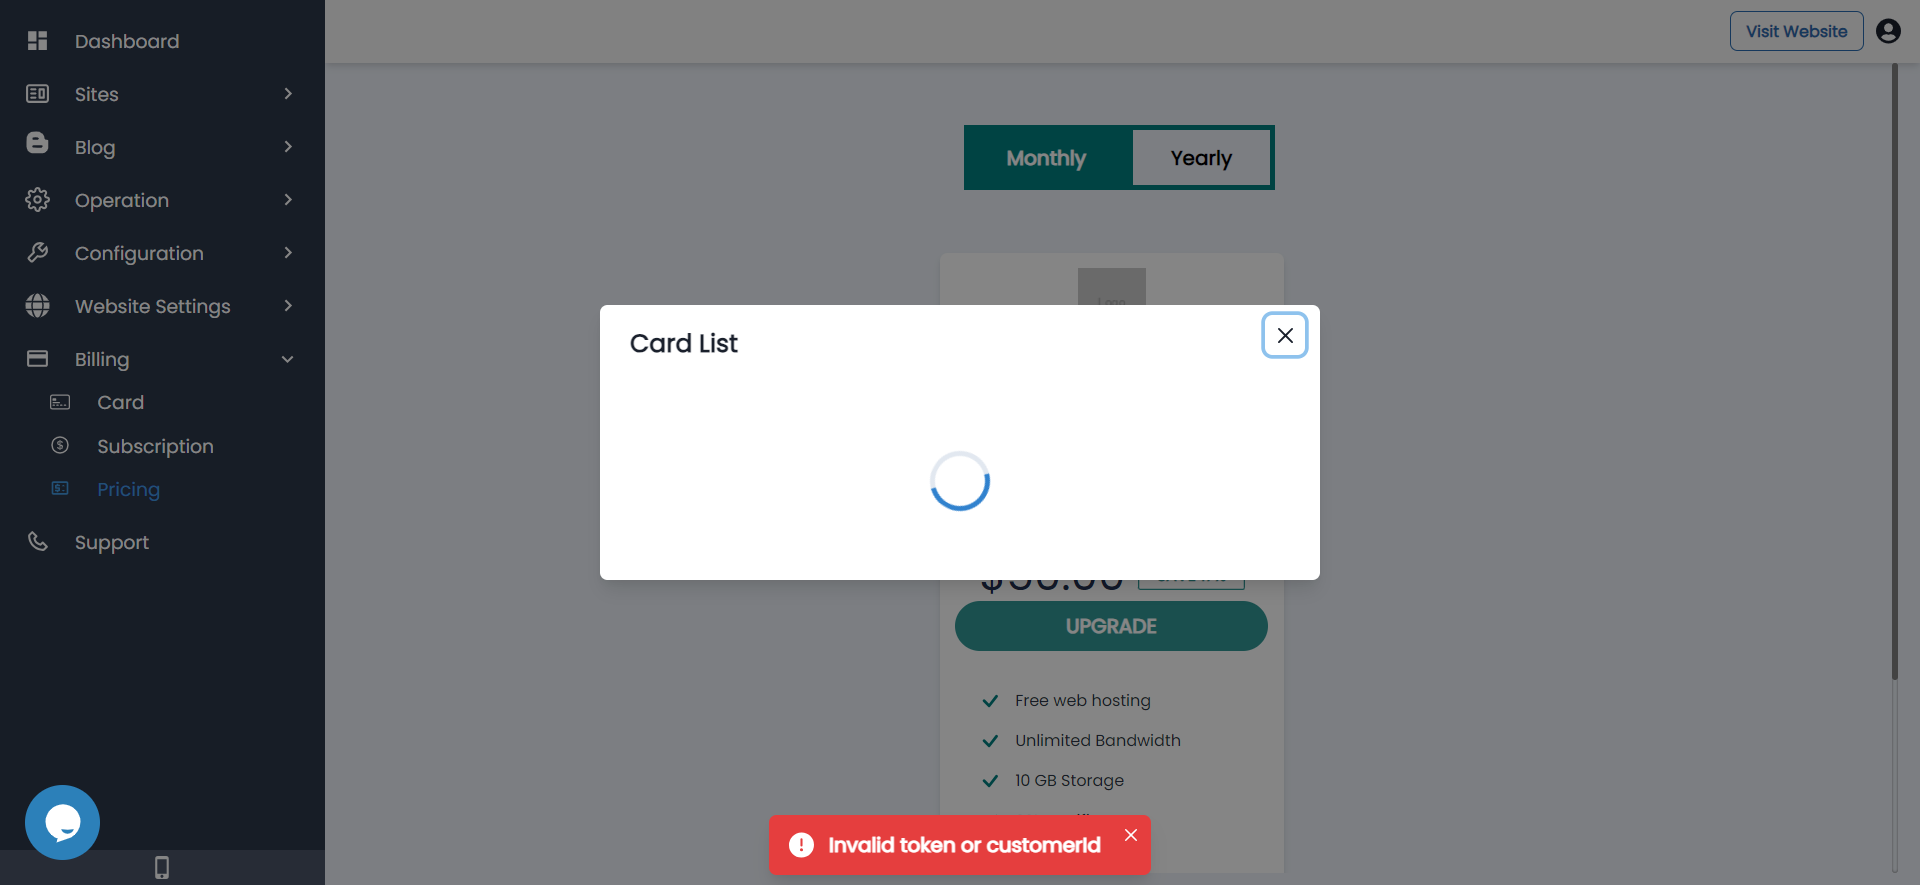 Dashboard
Sites
Blog
Operation
Configuration
Website Settings
Billing
Card
Subscription
Pricing
Support
Visit Website
Monthly Yearly
Card List
UPGRADE
Free web hosting
Unlimited Bandwidth
10 GB Storage
Invalid token or customerId